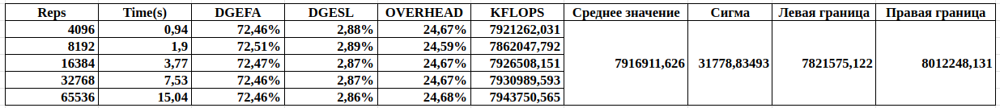 Reps Time(s) DGEFA DGESL OVERHEAD KFLOPS Среднее значение Сигма Левая граница Правая граница
4096 0,94 72,46% 2,88% 24,67% 7921262,031
8192 1,9 72,51% 2,89% 24,59% 7862047,792
16384 3,77 72,47% 2,87% 24,67% 7926508,151 7916911,626 31778,83493 7821575,122 8012248,131
32768 7,53 72,46% 2,87% 24,67% 7930989,593
65536 15,04 72,46% 2,86% 24,68% 7943750,565